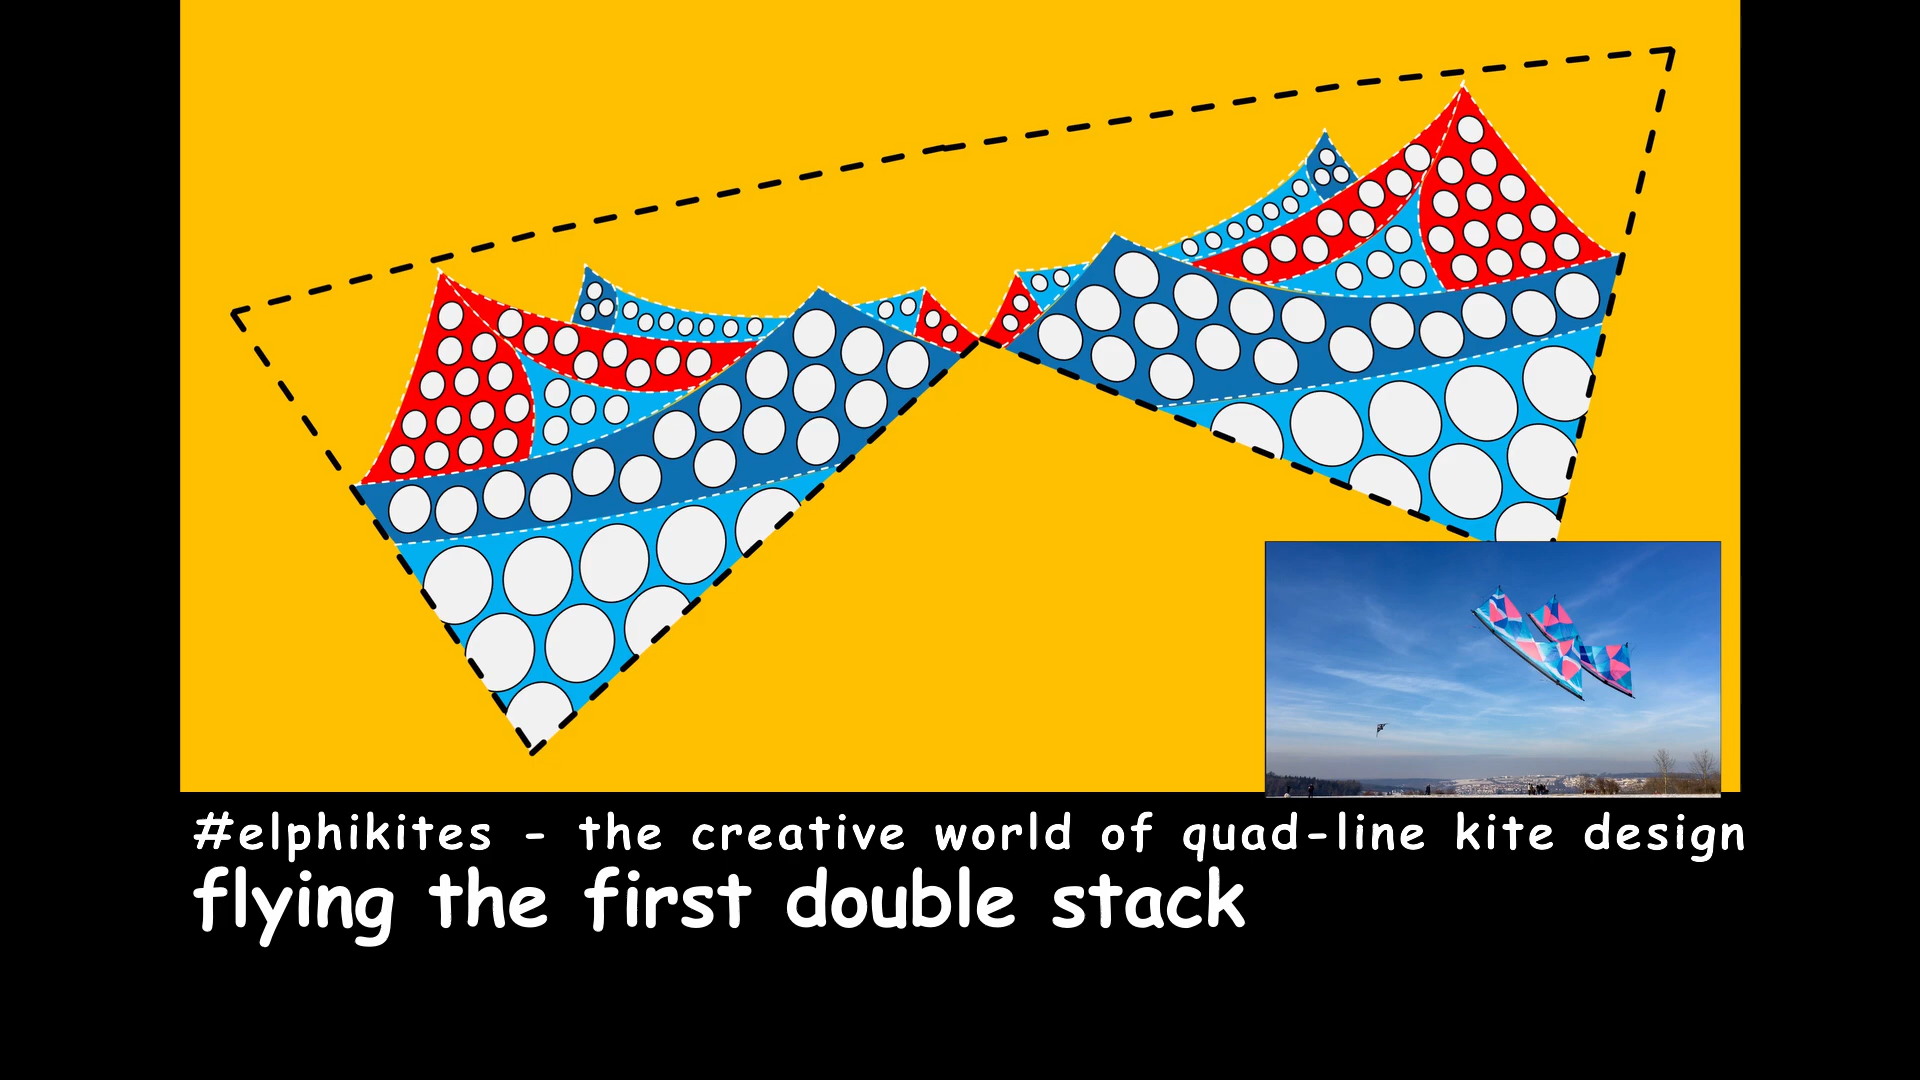 #elphikites - the creative world of quad-line kite design
flying the first double stack